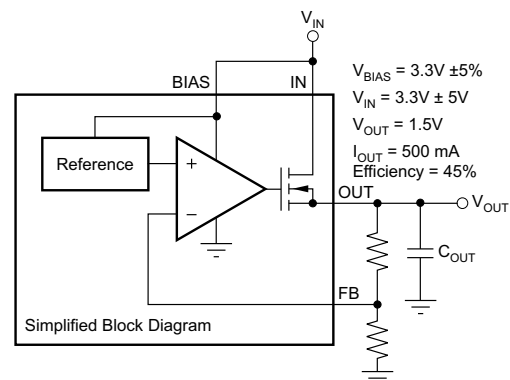 V_IN
BIAS
IN
V_BIAS = 3.3V ±5%
V_IN = 3.3V ± 5V
V_OUT = 1.5V
I_OUT = 500 mA
Efficiency = 45%
Reference
+
−
OUT
V_OUT
C_OUT
FB
Simplified Block Diagram